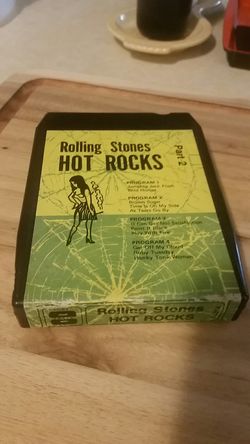 Rolling Stones
HOT ROCKS
Part 2
PROGRAM 1
Jumping Jack Flash
PROGRAM 2
Brown Sugar
Time Is On My Side
As Tears Go By
PROGRAM 3
Paint It Black
PROGRAM 4
Get Off My Cloud
Ruby Tuesday
Honky Tonk Woman
8
Rolling Stones
HOT ROCKS